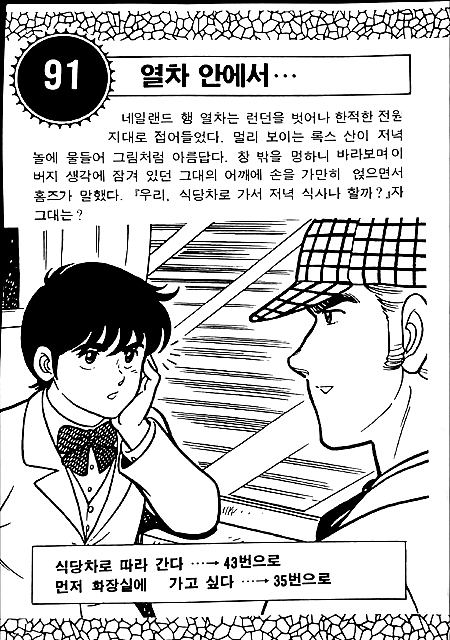 91
열차 안에서…
네일랜드 행 열차는 런던을 벗어나 한적한 전원
지대로 접어들었다. 멀리 보이는 록스 산이 저녁
놀에 물들어 그림처럼 아름답다. 창 밖을 멍하니 바라보며 이
버지 생각에 잠겨 있던 그대의 어깨에 손을 가만히 얹으면서
홈즈가 말했다. 『우리, 식당차로 가서 저녁 식사나 할까?』자
그대는?
식당차로 따라 간다 …→ 43번으로
먼저 화장실에 가고 싶다 …→ 35번으로